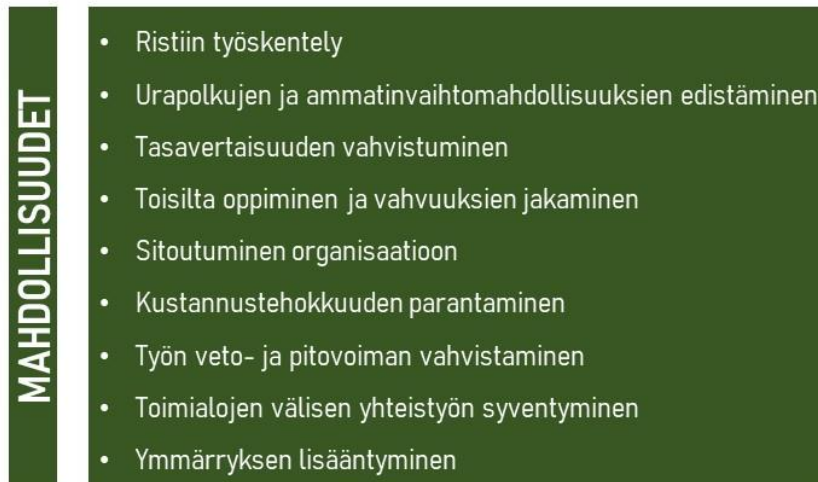 MAHDOLLISUUDET
• Ristiin työskentely
• Urapolkujen ja ammatinvaihtomahdollisuuksien edistäminen
• Tasavertaisuuden vahvistuminen
• Toisilta oppiminen ja vahvuuksien jakaminen
• Sitoutuminen organisaatioon
• Kustannustehokkuuden parantaminen
• Työn veto- ja pitovoiman vahvistaminen
• Toimialojen välisen yhteistyön syventyminen
• Ymmärryksen lisääntyminen